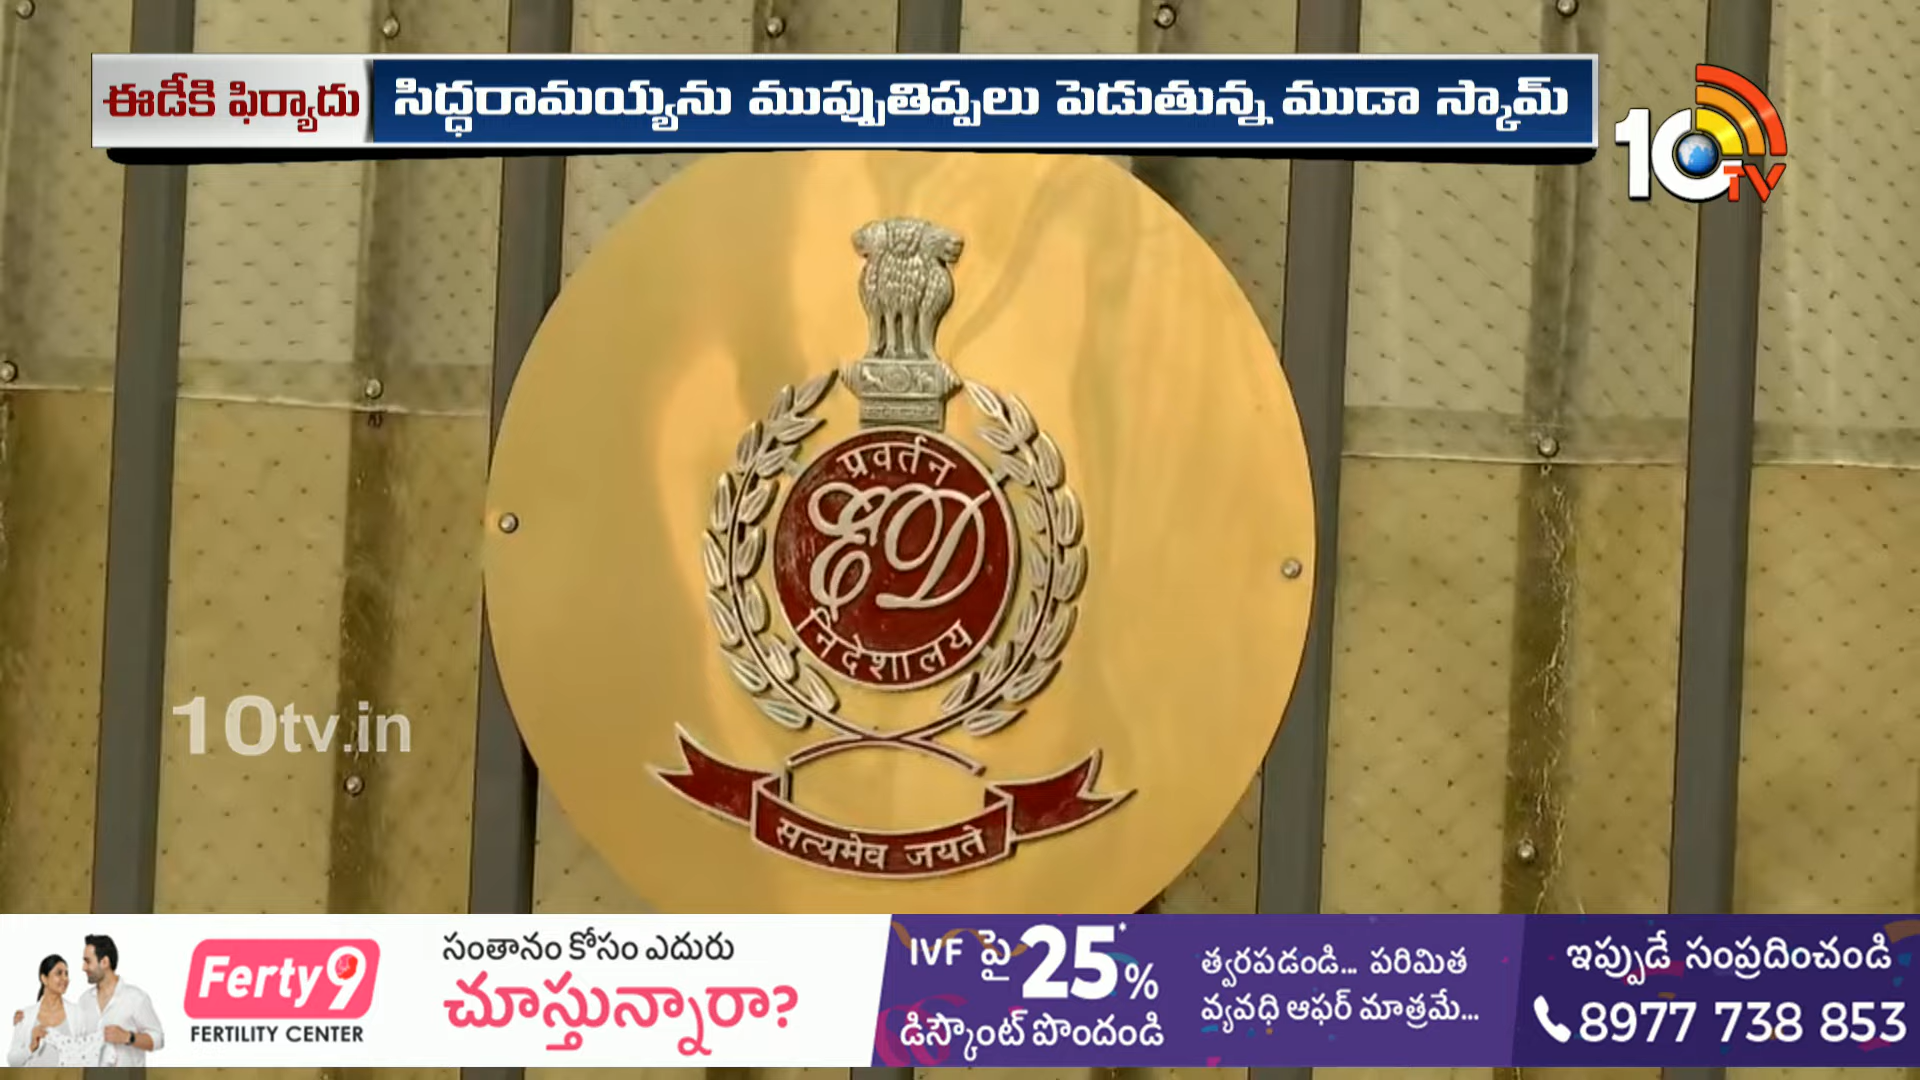 ఈడీకి ఫిర్యాదు
సిద్ధరామయ్యను ముప్పుతిప్పలు పెడుతున్న ముడా స్కామ్
10TV
प्रवर्तन
ED
निदेशालय
सत्यमेव जयते
10tv.in
Ferty9
FERTILITY CENTER
సంతానం కోసం ఎదురు
చూస్తున్నారా?
IVF పై 25%*
డిస్కౌంట్ పొందండి
త్వరపడండి... పరిమిత
వ్యవధి ఆఫర్ మాత్రమే...
ఇప్పుడే సంప్రదించండి
8977 738 853